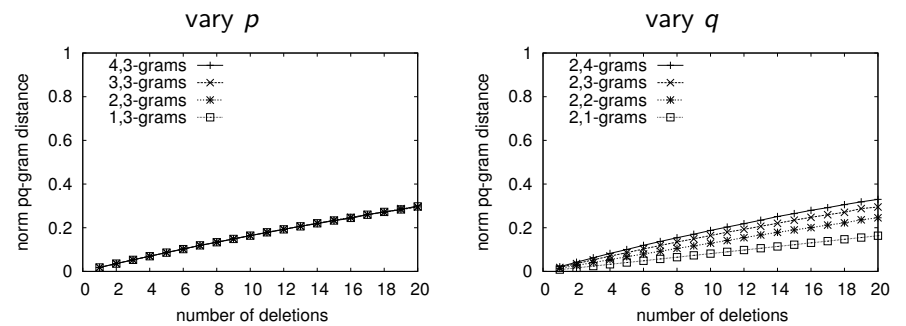 vary p
1
0.8
0.6
0.4
0.2
0
norm pq-gram distance
4,3-grams
3,3-grams
2,3-grams
1,3-grams
0 2 4 6 8 10 12 14 16 18 20
number of deletions
vary q
1
0.8
0.6
0.4
0.2
0
norm pq-gram distance
2,4-grams
2,3-grams
2,2-grams
2,1-grams
0 2 4 6 8 10 12 14 16 18 20
number of deletions